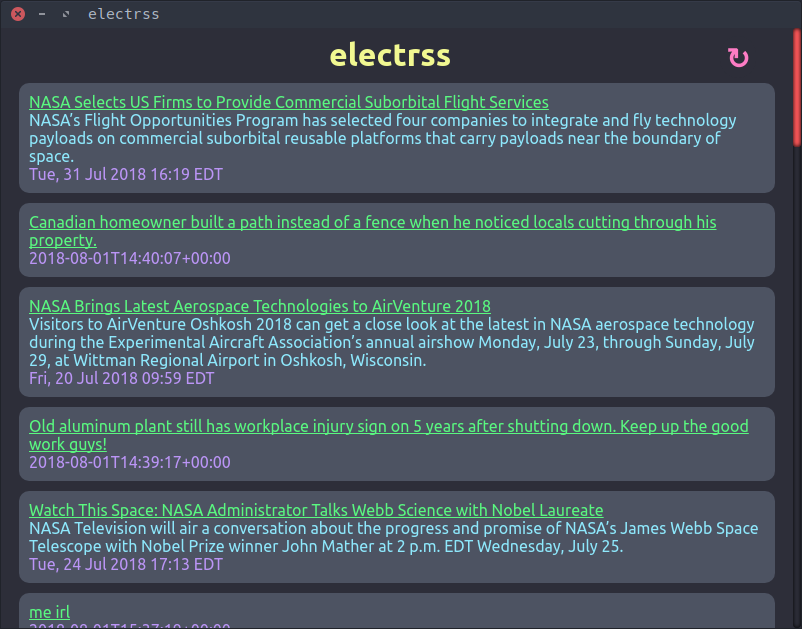 electrss
electrss
↻
NASA Selects US Firms to Provide Commercial Suborbital Flight Services
NASA’s Flight Opportunities Program has selected four companies to integrate and fly technology
payloads on commercial suborbital reusable platforms that carry payloads near the boundary of
space.
Tue, 31 Jul 2018 16:19 EDT
Canadian homeowner built a path instead of a fence when he noticed locals cutting through his
property.
2018-08-01T14:40:07+00:00
NASA Brings Latest Aerospace Technologies to AirVenture 2018
Visitors to AirVenture Oshkosh 2018 can get a close look at the latest in NASA aerospace technology
during the Experimental Aircraft Association’s annual airshow Monday, July 23, through Sunday, July
29, at Wittman Regional Airport in Oshkosh, Wisconsin.
Fri, 20 Jul 2018 09:59 EDT
Old aluminum plant still has workplace injury sign on 5 years after shutting down. Keep up the good
work guys!
2018-08-01T14:39:17+00:00
Watch This Space: NASA Administrator Talks Webb Science with Nobel Laureate
NASA Television will air a conversation about the progress and promise of NASA’s James Webb Space
Telescope with Nobel Prize winner John Mather at 2 p.m. EDT Wednesday, July 25.
Tue, 24 Jul 2018 17:13 EDT
me irl